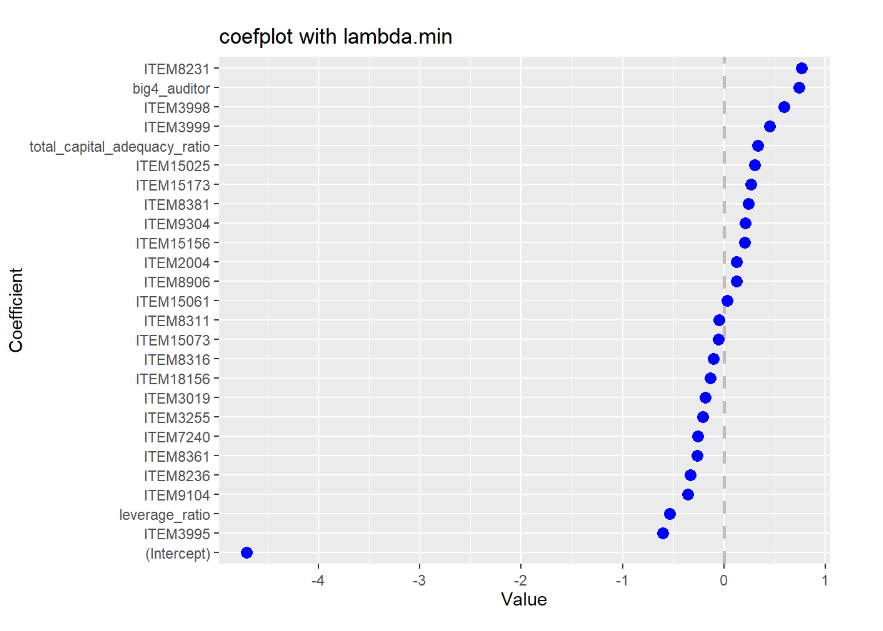 coefplot with lambda.min
Coefficient
ITEM8231
big4_auditor
ITEM3998
ITEM3999
total_capital_adequacy_ratio
ITEM15025
ITEM15173
ITEM8381
ITEM9304
ITEM15156
ITEM2004
ITEM8906
ITEM15061
ITEM8311
ITEM15073
ITEM8316
ITEM18156
ITEM3019
ITEM3255
ITEM7240
ITEM8361
ITEM8236
ITEM9104
leverage_ratio
ITEM3995
(Intercept)
-4 -3 -2 -1 0 1
Value